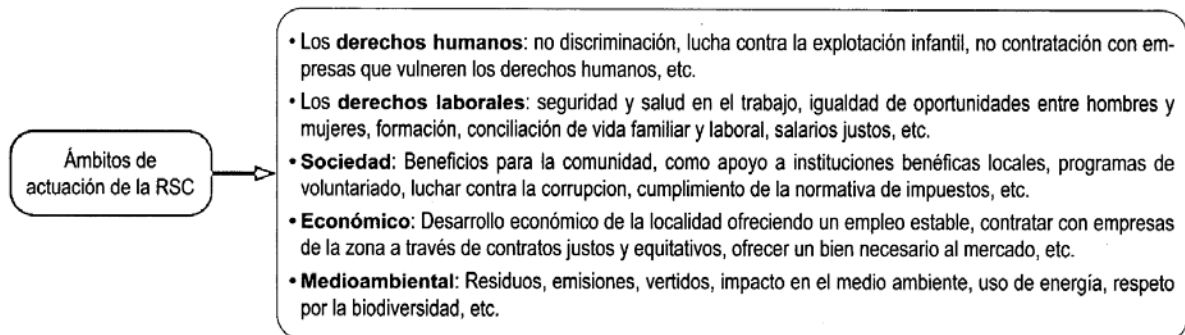 Ámbitos de
actuación de la RSC
• Los derechos humanos: no discriminación, lucha contra la explotación infantil, no contratación con em-
presas que vulneren los derechos humanos, etc.
• Los derechos laborales: seguridad y salud en el trabajo, igualdad de oportunidades entre hombres y
mujeres, formación, conciliación de vida familiar y laboral, salarios justos, etc.
• Sociedad: Beneficios para la comunidad, como apoyo a instituciones benéficas locales, programas de
voluntariado, luchar contra la corrupcion, cumplimiento de la normativa de impuestos, etc.
• Económico: Desarrollo económico de la localidad ofreciendo un empleo estable, contratar con empresas
de la zona a través de contratos justos y equitativos, ofrecer un bien necesario al mercado, etc.
• Medioambiental: Residuos, emisiones, vertidos, impacto en el medio ambiente, uso de energía, respeto
por la biodiversidad, etc.